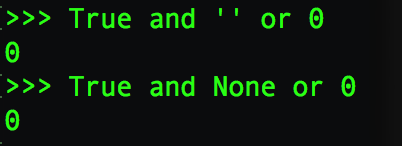 >>> True and '' or 0
0
>>> True and None or 0
0